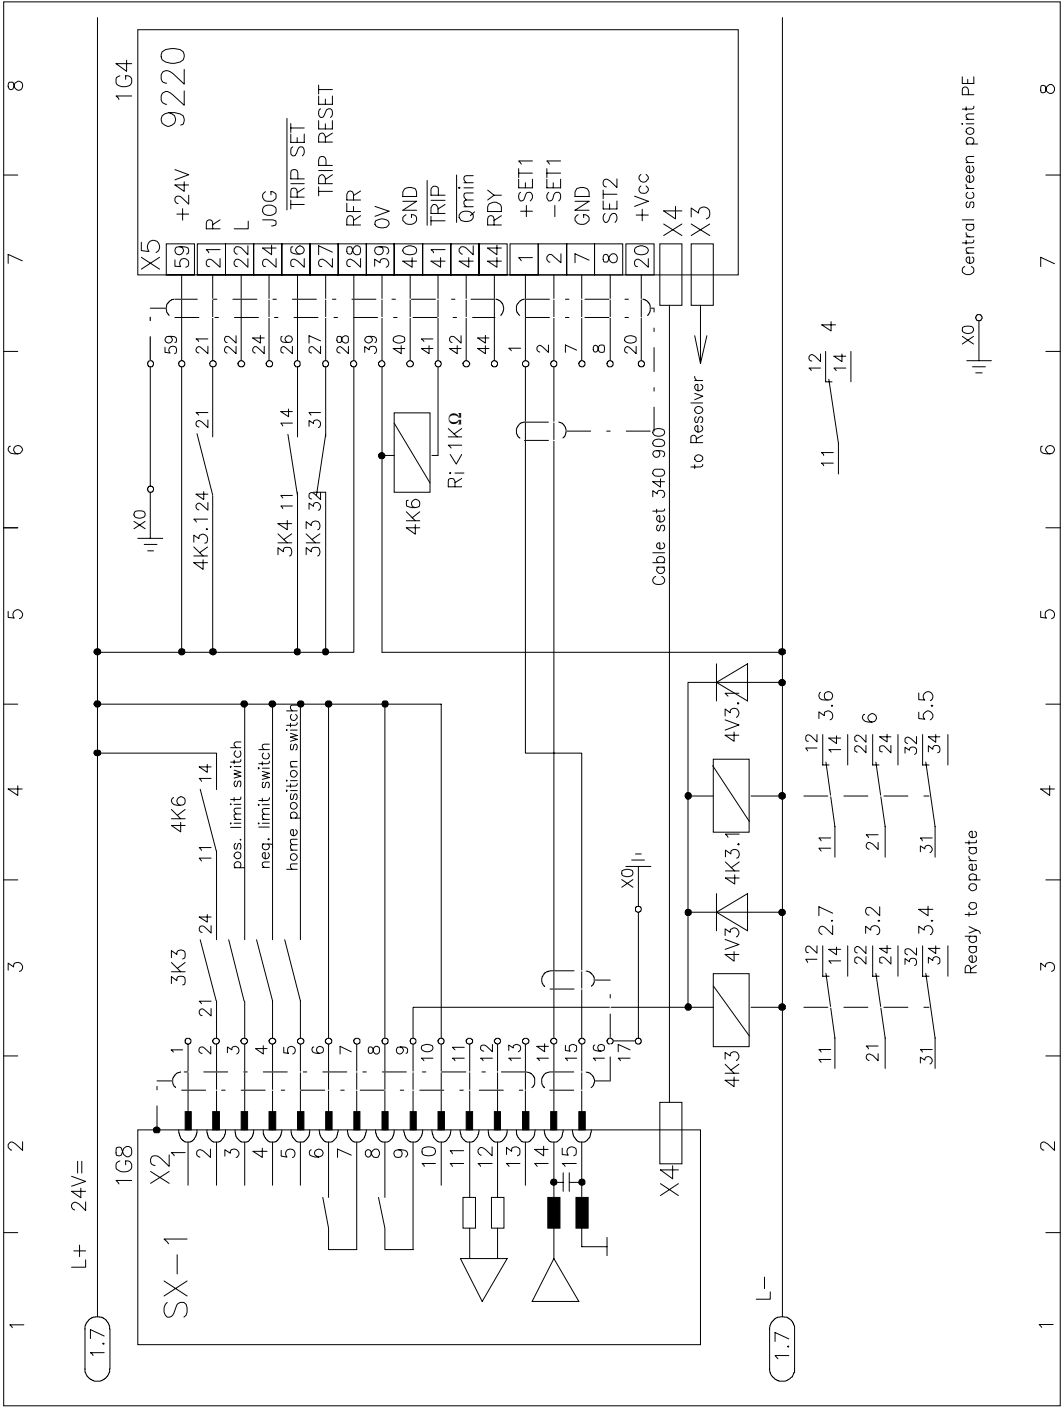 1 2 3 4 5 6 7 8
1.7
L+ 24V=
1G8
SX-1
X2
1 2 3 4 5 6 7 8 9 10 11 12 13 14 15
X4
1 2 3 4 5 6 7 8 9 10 11 12 13 14 15 16 17
3K3
21 24
4K6
11 14
pos. limit switch
neg. limit switch
home position switch
X0
X0
4K3.1
24 21
3K4
11 14
3K3
32 31
4K6
Ri<1KΩ
Cable set 340 900
to Resolver
59 21 22 24 26 27 28 39 40 41 42 44 1 2 7 8 20
1G4
9220
X5
59 +24V
21 R
22 L
24 JOG
26 TRIP SET
27 TRIP RESET
28 RFR
39 0V
40 GND
41 TRIP
42 Qmin
44 RDY
1 +SET1
2 -SET1
7 GND
8 SET2
20 +Vcc
X4
X3
4K3
4V3
4K3.1
4V3.1
L-
1.7
11 12 14 2.7
21 22 24 3.2
31 32 34 3.4
Ready to operate
11 12 14 3.6
21 22 24 6
31 32 34 5.5
11 12 14 4
X0 Central screen point PE
1 2 3 4 5 6 7 8